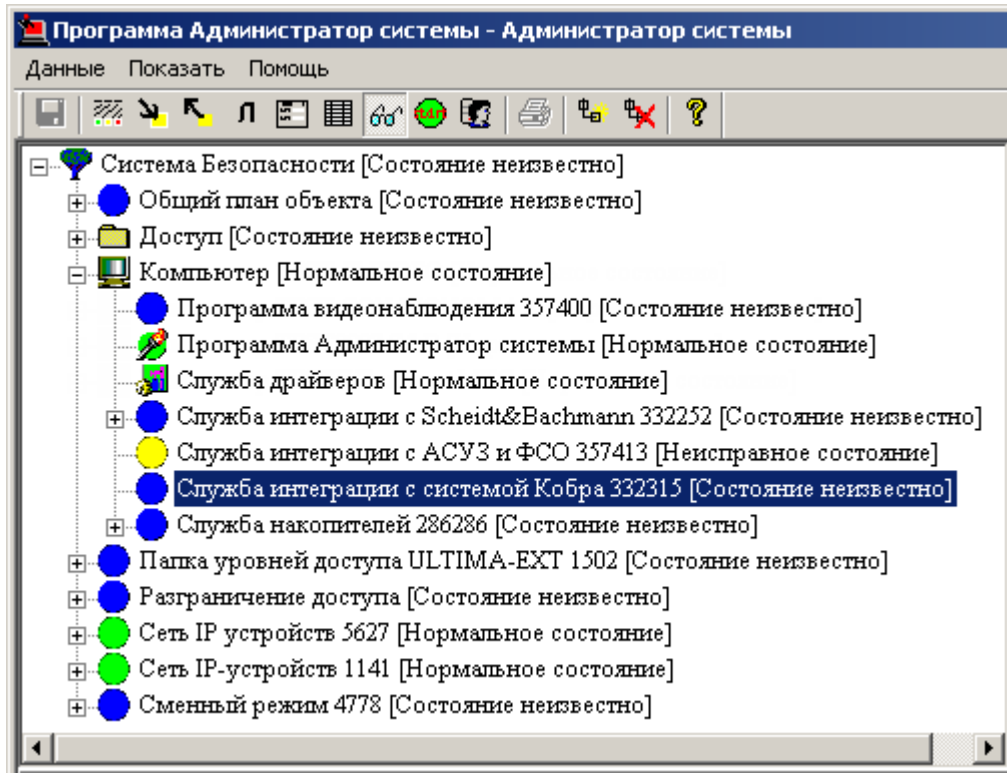 Программа Администратор системы - Администратор системы
Данные Показать Помощь
Л start ?
Система Безопасности [Состояние неизвестно]
Общий план объекта [Состояние неизвестно]
Доступ [Состояние неизвестно]
Компьютер [Нормальное состояние]
Программа видеонаблюдения 357400 [Состояние неизвестно]
Программа Администратор системы [Нормальное состояние]
Служба драйверов [Нормальное состояние]
Служба интеграции с Scheidt&Bachmann 332252 [Состояние неизвестно]
Служба интеграции с АСУЗ и ФСО 357413 [Неисправное состояние]
Служба интеграции с системой Кобра 332315 [Состояние неизвестно]
Служба накопителей 286286 [Состояние неизвестно]
Папка уровней доступа ULTIMA-EXT 1502 [Состояние неизвестно]
Разграничение доступа [Состояние неизвестно]
Сеть IP устройств 5627 [Нормальное состояние]
Сеть IP-устройств 1141 [Нормальное состояние]
Сменный режим 4778 [Состояние неизвестно]